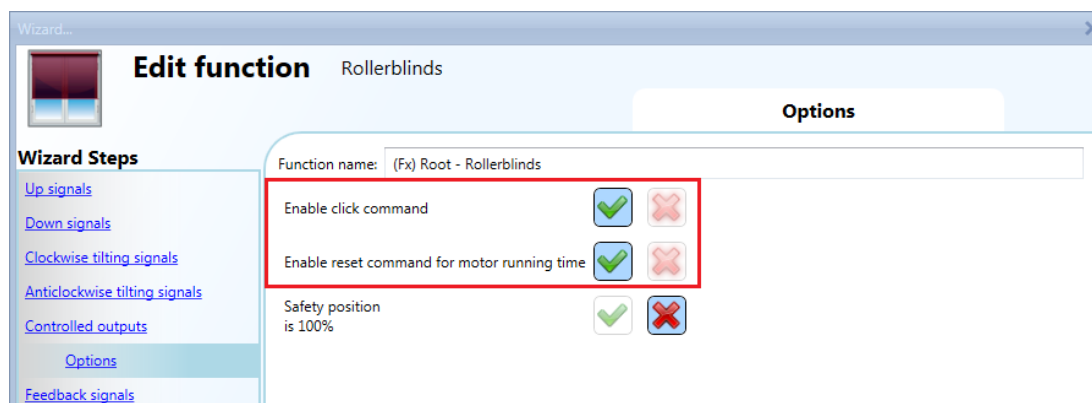 Wizard...
Edit function Rollerblinds
Options
Wizard Steps
Function name: (Fx) Root - Rollerblinds
Up signals
Enable click command
Down signals
Clockwise tilting signals
Enable reset command for motor running time
Anticlockwise tilting signals
Safety position
is 100%
Controlled outputs
Options
Feedback signals